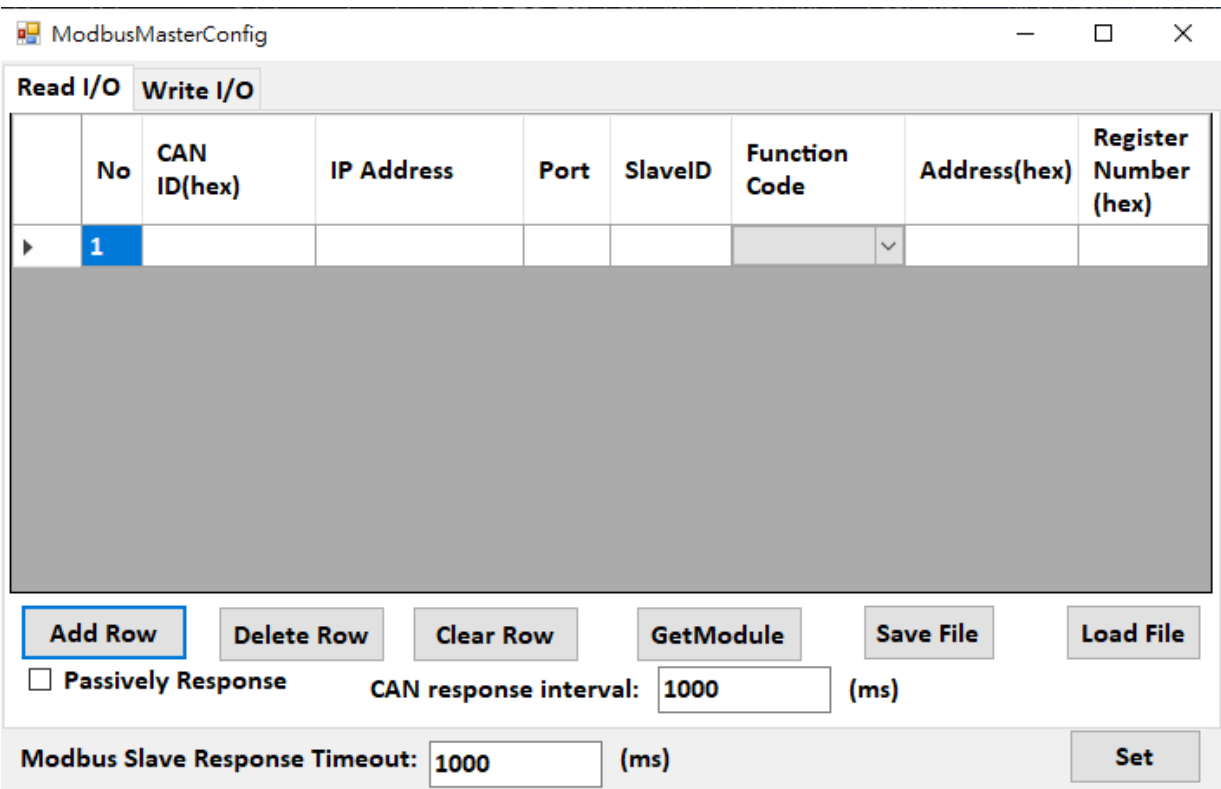 ModbusMasterConfig
Read I/O Write I/O
No CAN ID(hex) IP Address Port SlaveID Function Code Address(hex) Register Number (hex)
1
Add Row Delete Row Clear Row GetModule Save File Load File
Passively Response CAN response interval: 1000 (ms)
Modbus Slave Response Timeout: 1000 (ms) Set